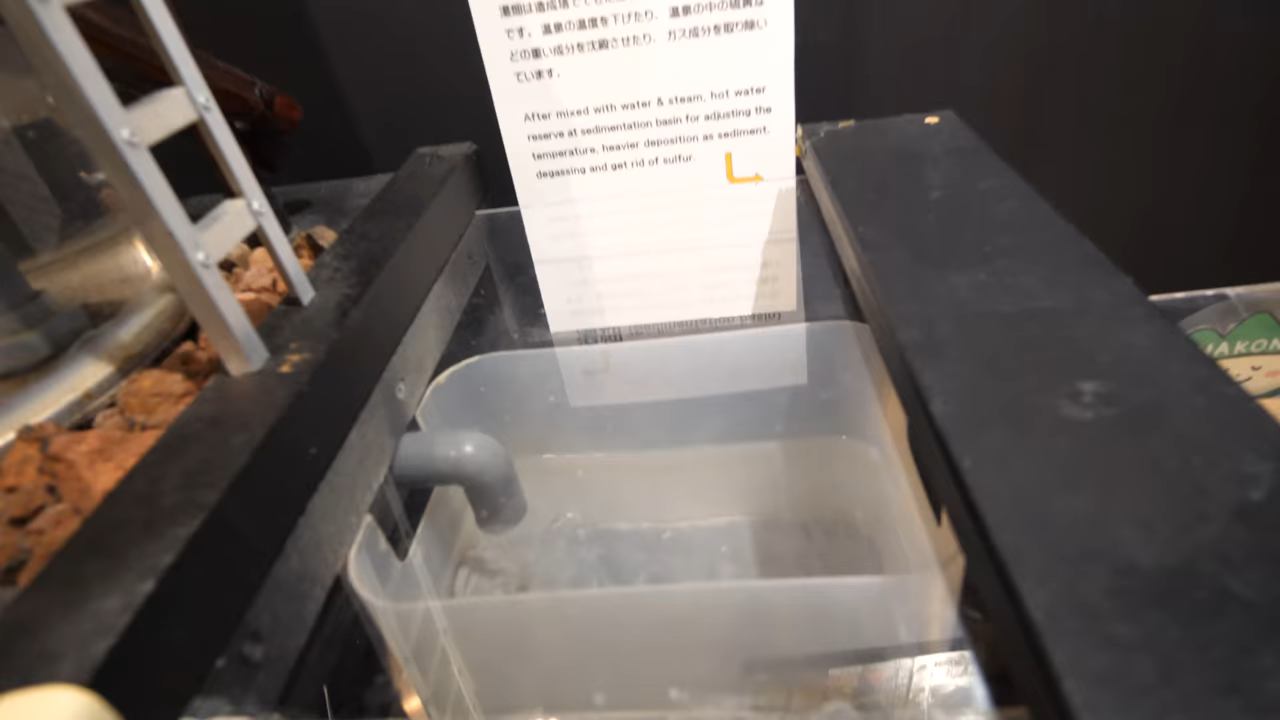 です。温泉の温度を下げたり、温泉の中の硫黄な
どの重い成分を沈殿させたり、ガス成分を取り除い
ています。
After mixed with water & steam, hot water
reserve at sedimentation basin for adjusting the
temperature, heavier deposition as sediment,
degassing and get rid of sulfur.
HAKON